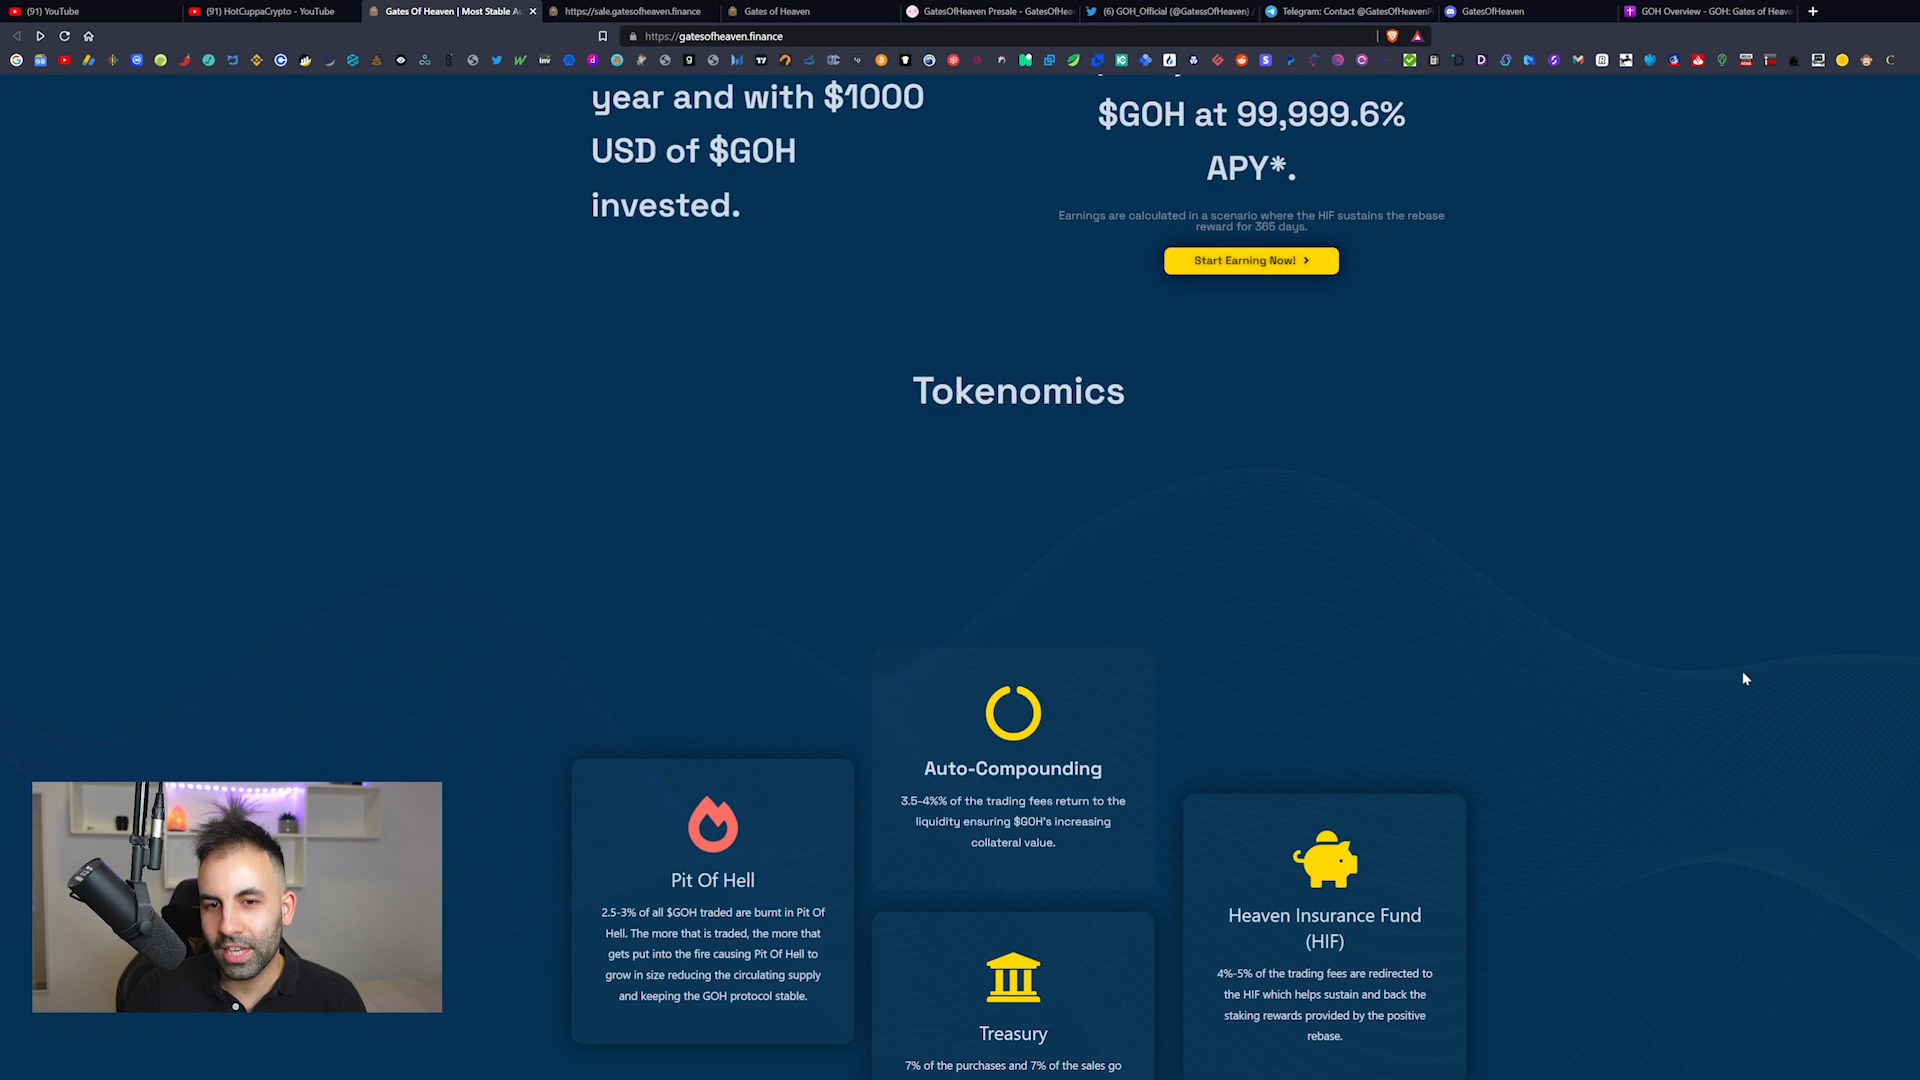 (91) YouTube
(91) HotCuppaCrypto - YouTube
Gates Of Heaven | Most Stable Au
https://sale.gatesofheaven.finance
Gates of Heaven
GatesOfHeaven Presale - GatesOfHeav
(6) GOH_Official (@GatessOfHeaven) /
Telegram: Contact @GatesOfHeavenP
GatesOfHeaven
GOH Overview - GOH: Gates of Heave
https://gatesofheaven.finance
year and with $1000
USD of $GOH
invested.
$GOH at 99,999.6%
APY*.
Earnings are calculated in a scenario where the HIF sustains the rebase
reward for 365 days.
Start Earning Now!
Tokenomics
Auto-Compounding
3.5-4%% of the trading fees return to the
liquidity ensuring $GOH's increasing
collateral value.
Pit Of Hell
2.5-3% of all $GOH traded are burnt in Pit Of
Hell. The more that is traded, the more that
gets put into the fire causing Pit Of Hell to
grow in size reducing the circulating supply
and keeping the GOH protocol stable.
Treasury
7% of the purchases and 7% of the sales go
Heaven Insurance Fund
(HIF)
4%-5% of the trading fees are redirected to
the HIF which helps sustain and back the
staking rewards provided by the positive
rebase.